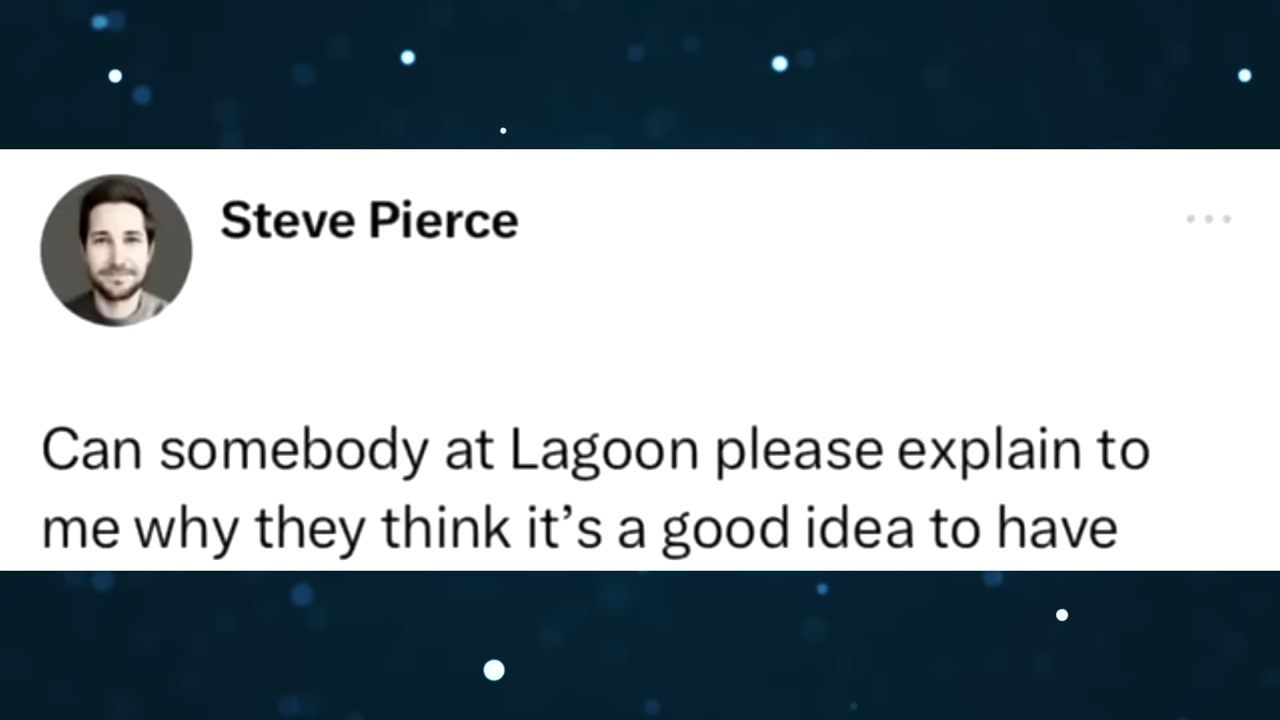 Steve Pierce
Can somebody at Lagoon please explain to
me why they think it’s a good idea to have